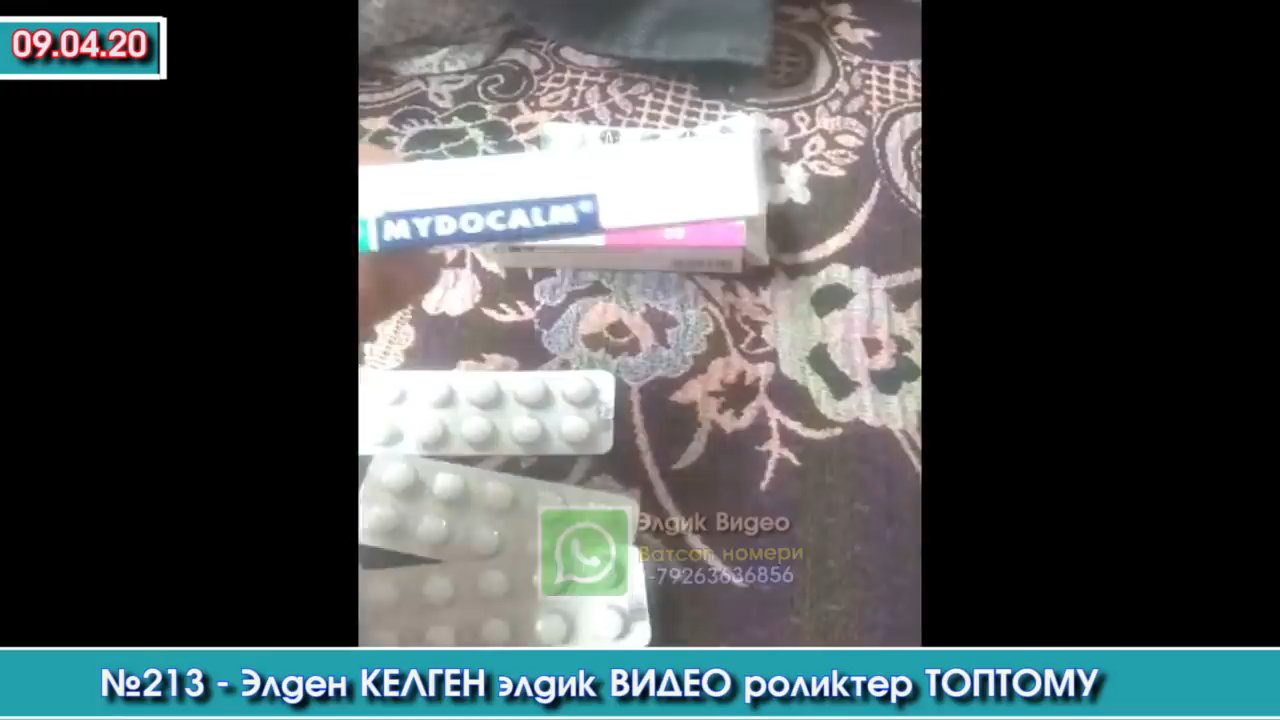 09.04.20
MYDOCALM®
Элдик Видео
Ватсап номери
-79263636856
№213 - Элден КЕЛГЕН элдик ВИДЕО роликтер ТОПТОМУ